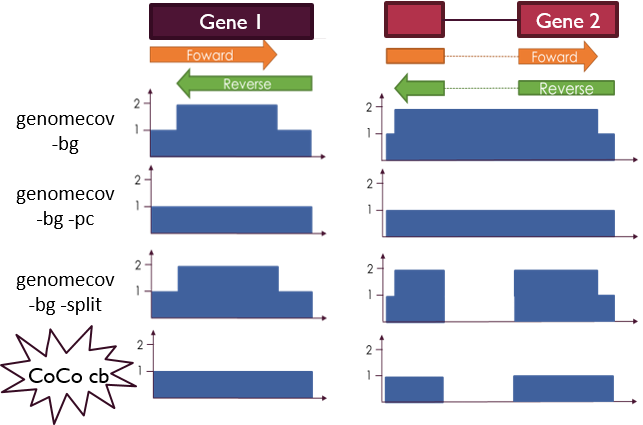 Gene 1
Gene 2
Foward
Foward
Reverse
Reverse
genomecov
-bg
2
1
2
1
genomecov
-bg -pc
2
1
2
1
genomecov
-bg -split
2
1
2
1
CoCo cb
2
1
2
1